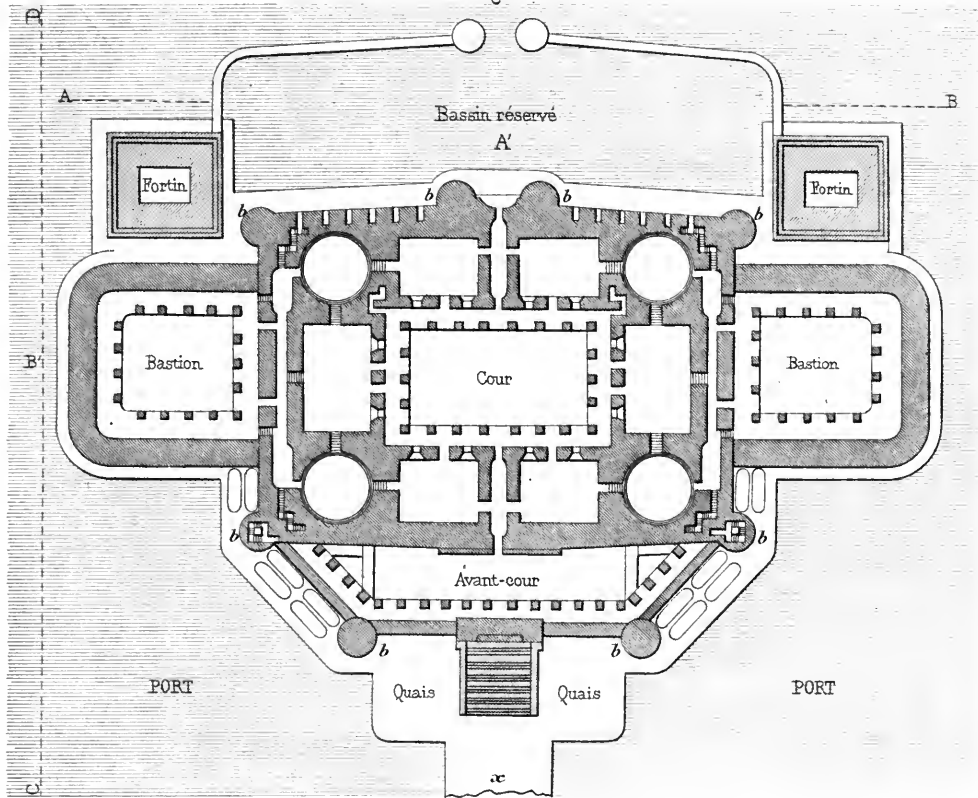 D
A
B
Bassin réservé
A'
Fortin
Fortin
b
b
b
b
B'
Bastion
Cour
Bastion
b
b
Avant-cour
b
b
PORT
Quais
Quais
PORT
x
C